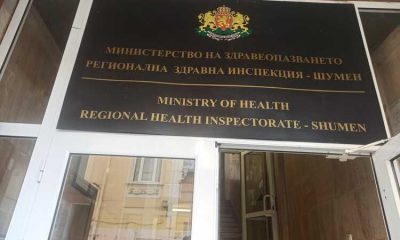 МИНИСТЕРСТВО НА ЗДРАВЕОПАЗВАНЕТО
РЕГИОНАЛНА ЗДРАВНА ИНСПЕКЦИЯ - ШУМЕН
MINISTRY OF HEALTH
REGIONAL HEALTH INSPECTORATE - SHUMEN